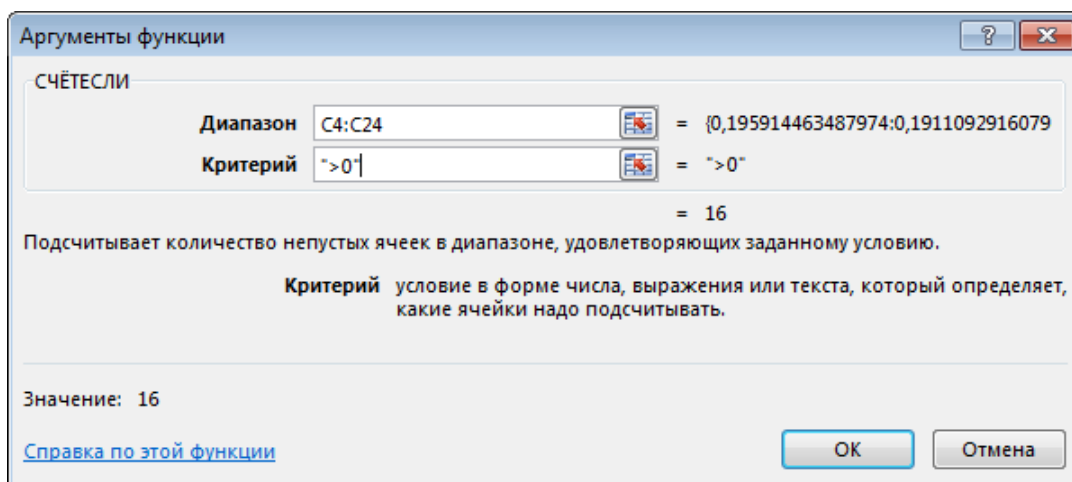 Аргументы функции
СЧЁТЕСЛИ
Диапазон C4:C24 = {0,195914463487974:0,1911092916079
Критерий ">0" = ">0"
= 16
Подсчитывает количество непустых ячеек в диапазоне, удовлетворяющих заданному условию.
Критерий условие в форме числа, выражения или текста, который определяет,
какие ячейки надо подсчитывать.
Значение: 16
Справка по этой функции
ОК Отмена